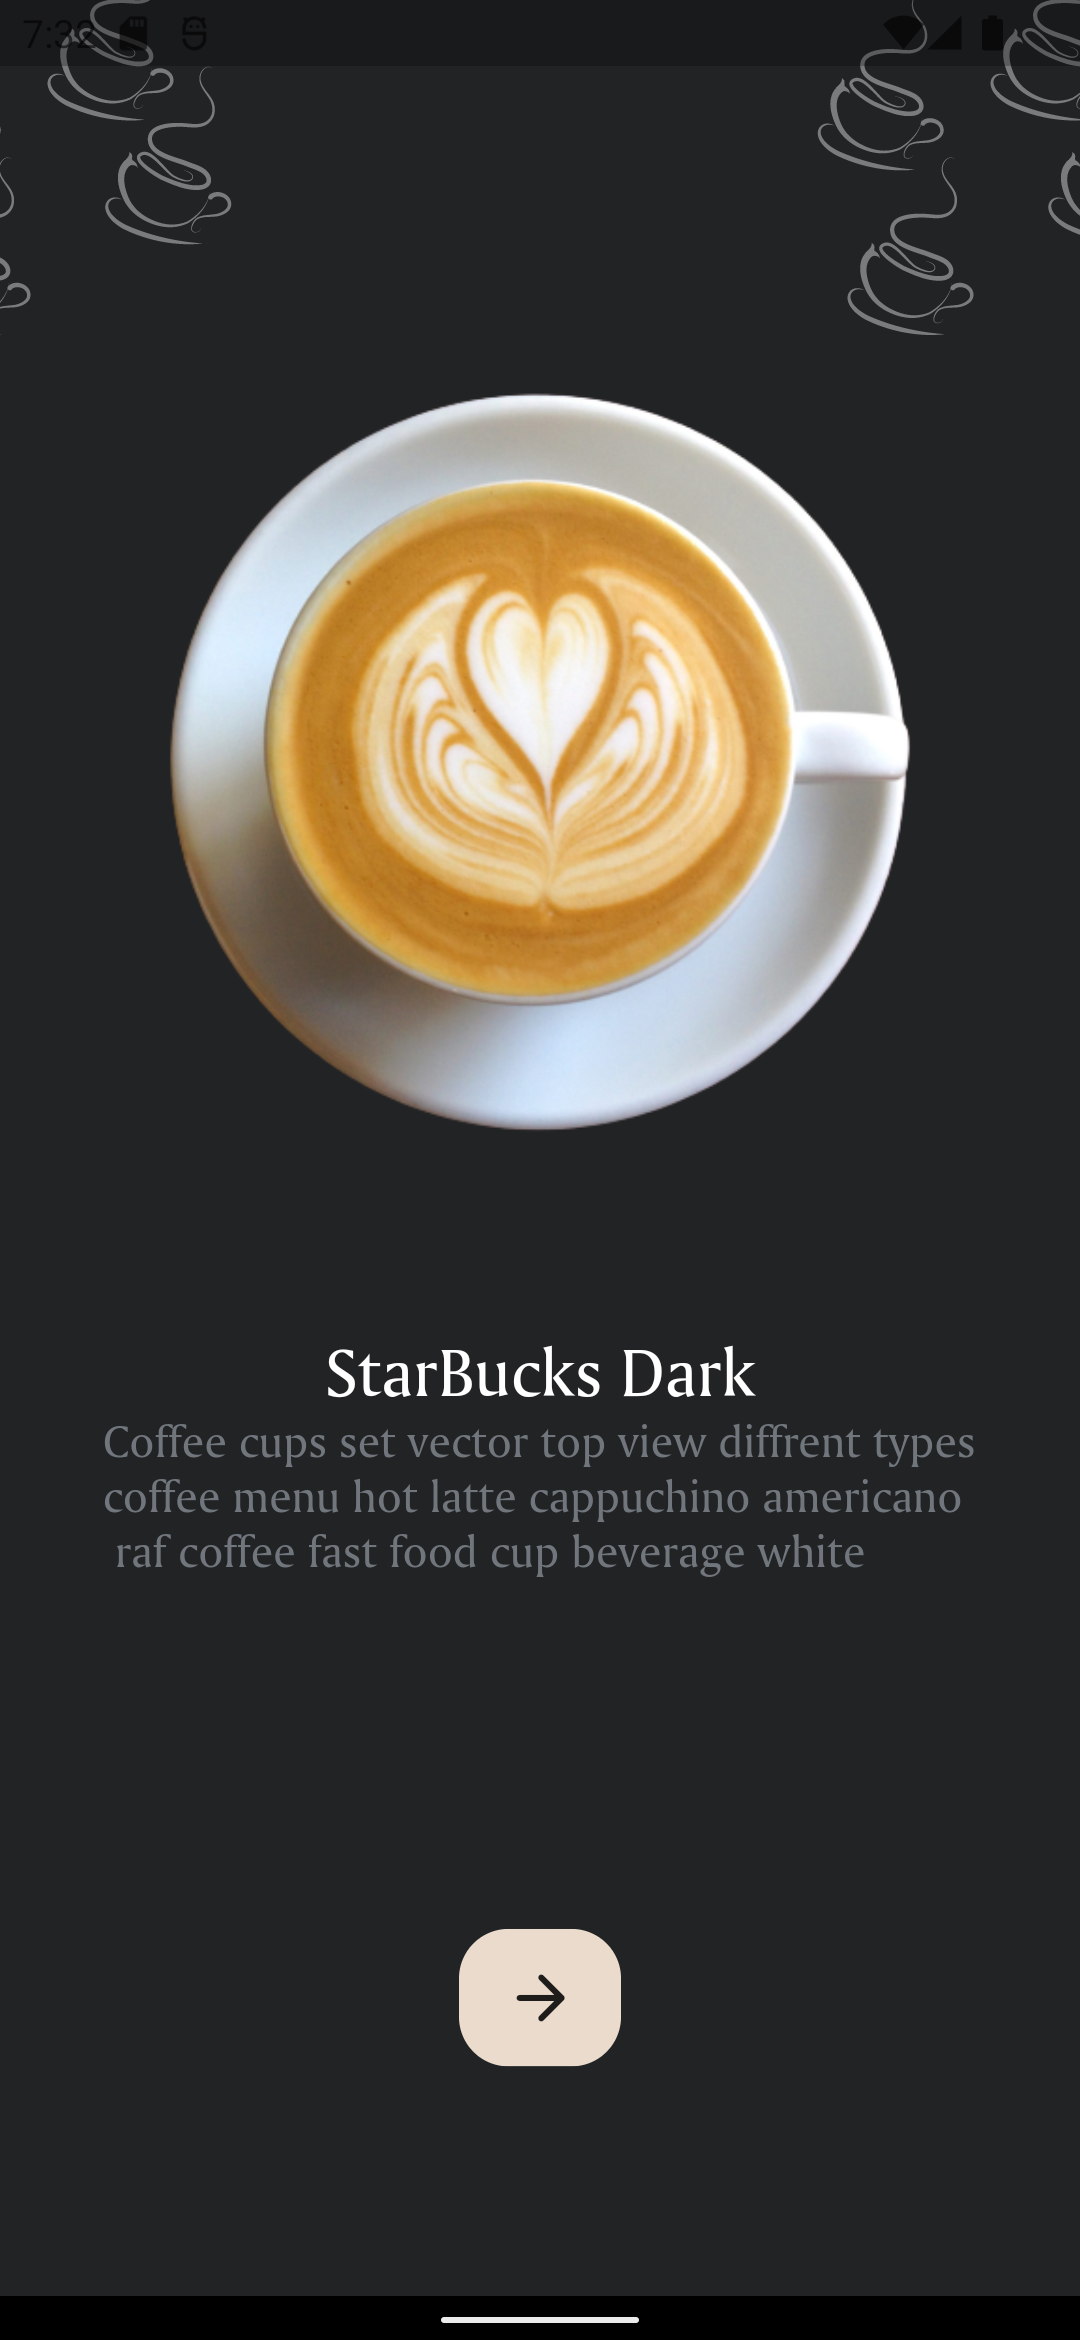 7:32
StarBucks Dark
Coffee cups set vector top view diffrent types
coffee menu hot latte cappuchino americano
raf coffee fast food cup beverage white